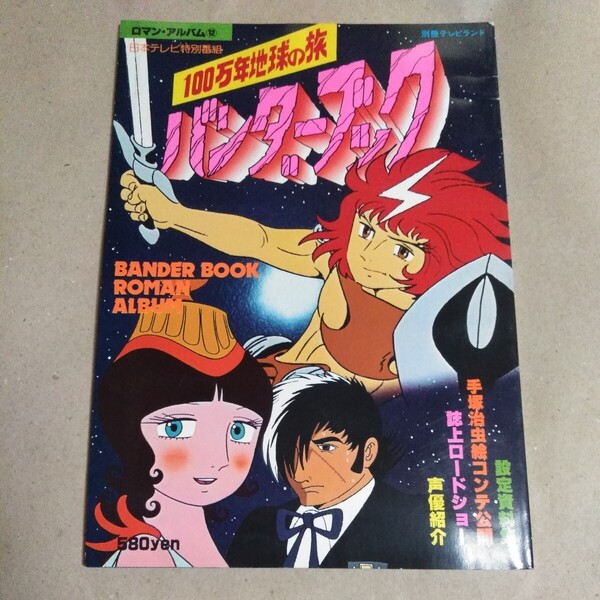 ロマン・アルバム⑫
別冊テレビランド
日本テレビ特別番組
100万年地球の旅
バンダーブック
BANDER BOOK
ROMAN
ALBUM
設定資料
手塚治虫絵コンテ公開
誌上ロードショー
声優紹介
580yen